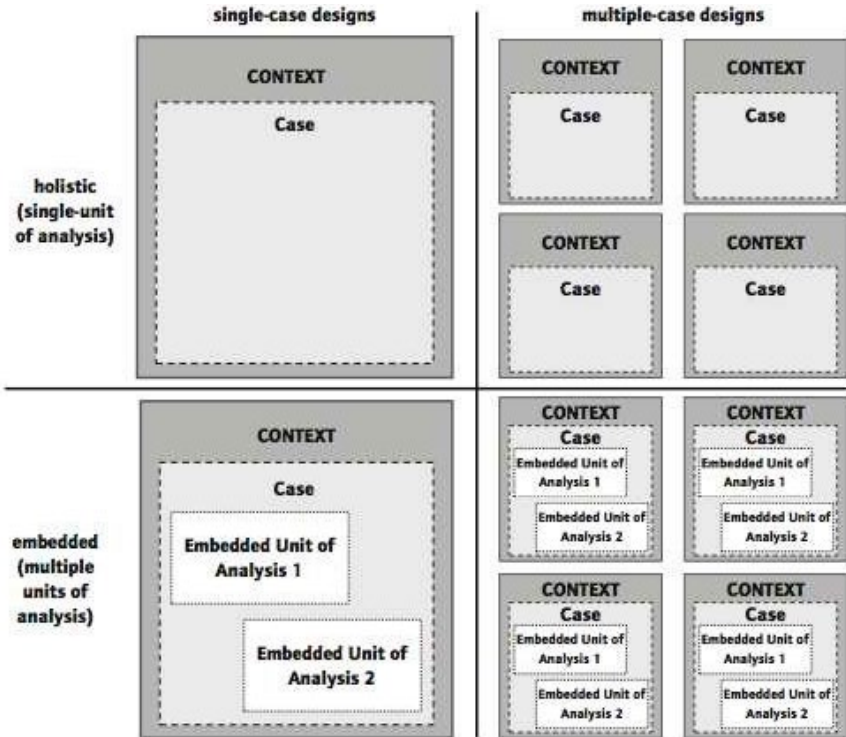 single-case designs
multiple-case designs
holistic
(single-unit
of analysis)
CONTEXT
Case
CONTEXT
Case
CONTEXT
Case
CONTEXT
Case
CONTEXT
Case
embedded
(multiple
units of
analysis)
CONTEXT
Case
Embedded Unit of
Analysis 1
Embedded Unit of
Analysis 2
CONTEXT
Case
Embedded Unit of
Analysis 1
Embedded Unit of
Analysis 2
CONTEXT
Case
Embedded Unit of
Analysis 1
Embedded Unit of
Analysis 2
CONTEXT
Case
Embedded Unit of
Analysis 1
Embedded Unit of
Analysis 2
CONTEXT
Case
Embedded Unit of
Analysis 1
Embedded Unit of
Analysis 2